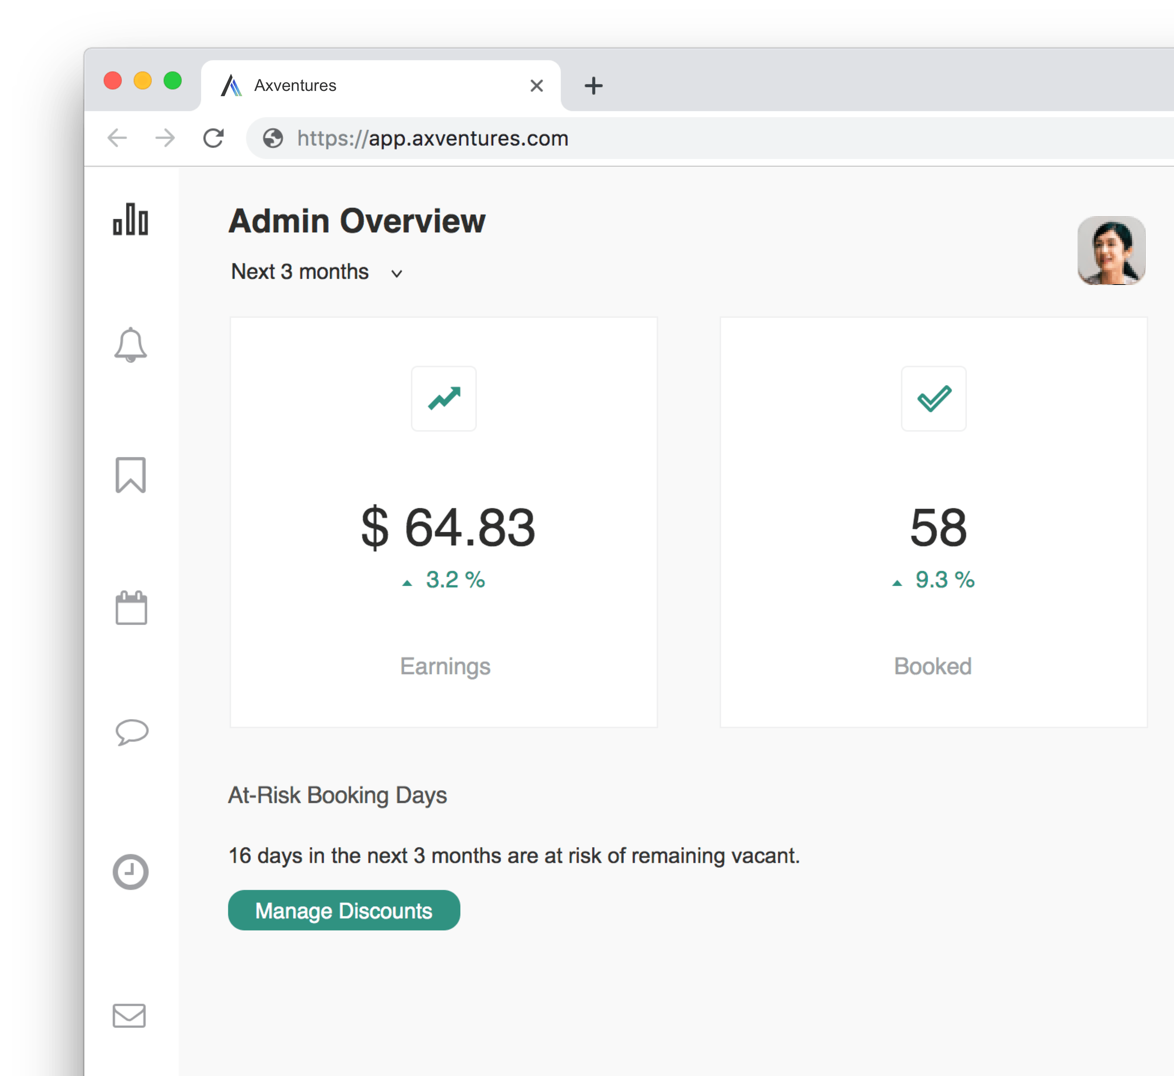 Axventures
https://app.axventures.com
Admin Overview
Next 3 months
$ 64.83
3.2 %
Earnings
58
9.3 %
Booked
At-Risk Booking Days
16 days in the next 3 months are at risk of remaining vacant.
Manage Discounts